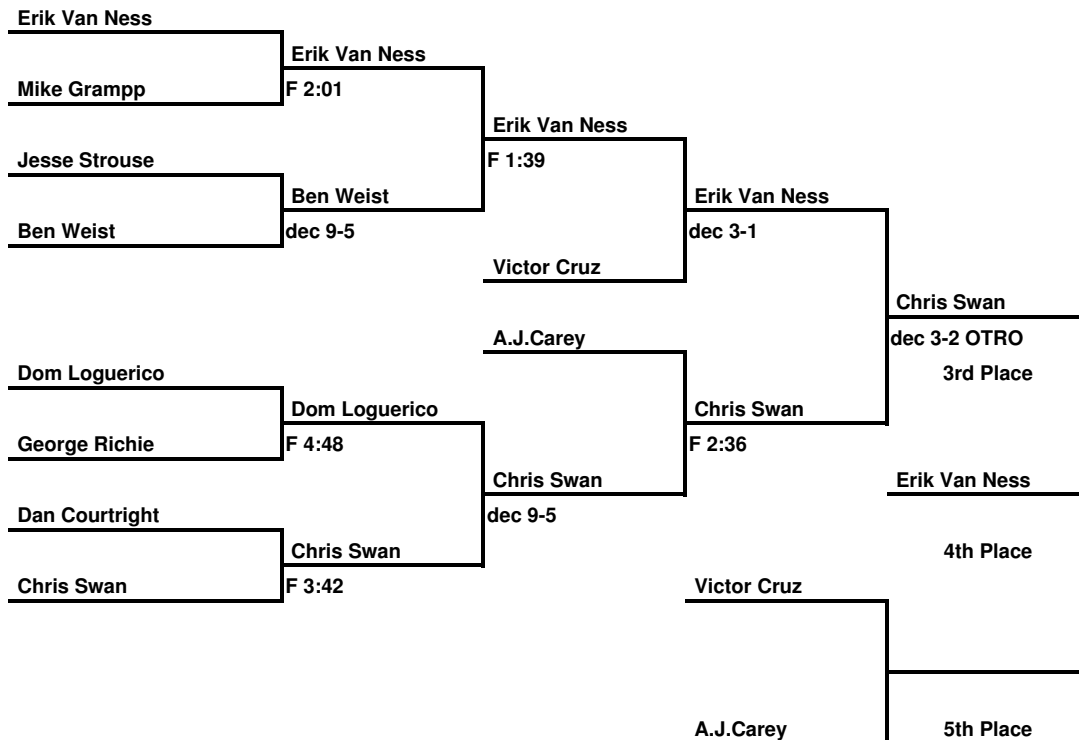 Erik Van Ness
Erik Van Ness
Mike Grampp
F 2:01
Erik Van Ness
Jesse Strouse
F 1:39
Ben Weist
Erik Van Ness
Ben Weist
dec 9-5
dec 3-1
Victor Cruz
Chris Swan
A.J.Carey
dec 3-2 OTRO
Dom Loguerico
3rd Place
Dom Loguerico
Chris Swan
George Richie
F 4:48
F 2:36
Chris Swan
Erik Van Ness
Dan Courtright
dec 9-5
Chris Swan
4th Place
Chris Swan
F 3:42
Victor Cruz
A.J.Carey
5th Place